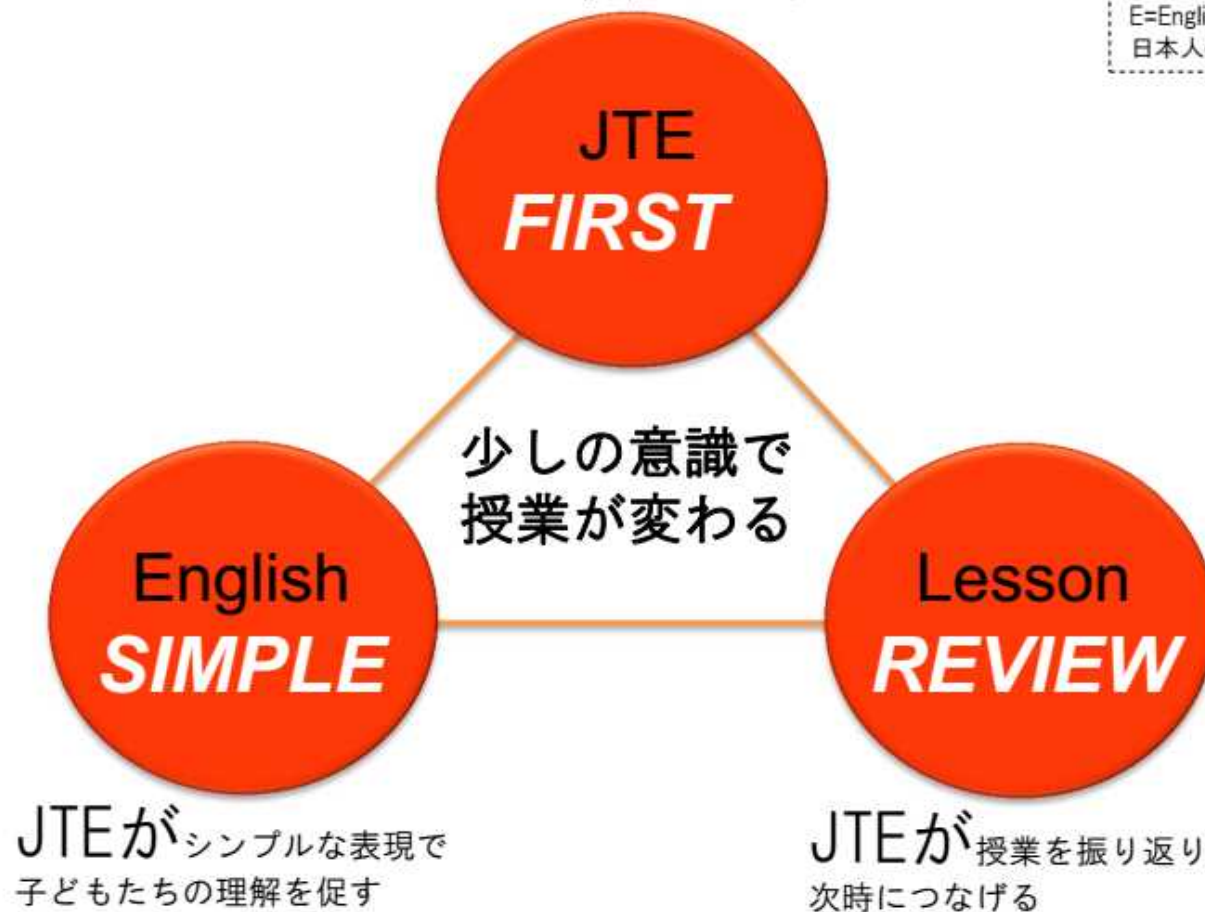 日本人
JTE
FIRST
少しの意識で
授業が変わる
English
SIMPLE
Lesson
REVIEW
JTEがシンプルな表現で
子どもたちの理解を促す
JTEが授業を振り返り
次時につなげる